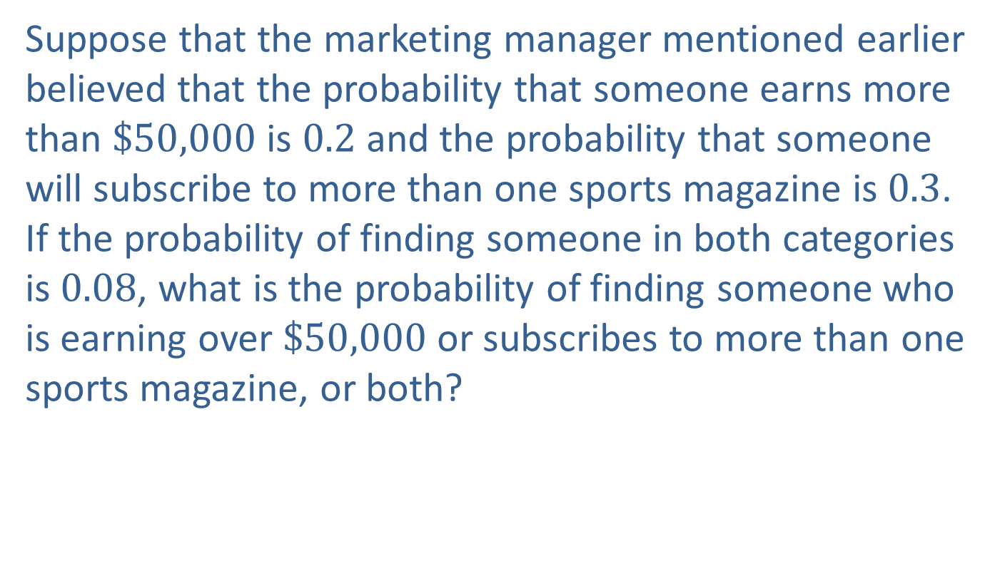 Suppose that the marketing manager mentioned earlier
believed that the probability that someone earns more
than $50,000 is 0.2 and the probability that someone
will subscribe to more than one sports magazine is 0.3.
If the probability of finding someone in both categories
is 0.08, what is the probability of finding someone who
is earning over $50,000 or subscribes to more than one
sports magazine, or both?